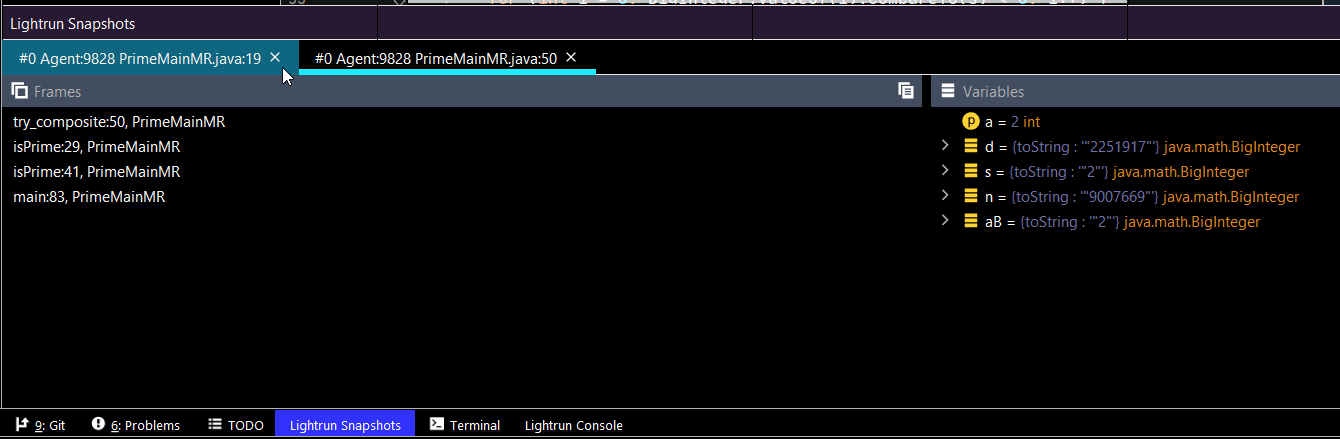 Lightrun Snapshots
#0 Agent:9828 PrimeMainMR.java:19 #0 Agent:9828 PrimeMainMR.java:50
Frames
try_composite:50, PrimeMainMR
isPrime:29, PrimeMainMR
isPrime:41, PrimeMainMR
main:83, PrimeMainMR
Variables
p a = 2 int
d = {toString : '"2251917"'} java.math.BigInteger
s = {toString : '"2"'} java.math.BigInteger
n = {toString : '"9007669"'} java.math.BigInteger
aB = {toString : '"2"'} java.math.BigInteger
9: Git 6: Problems TODO Lightrun Snapshots Terminal Lightrun Console